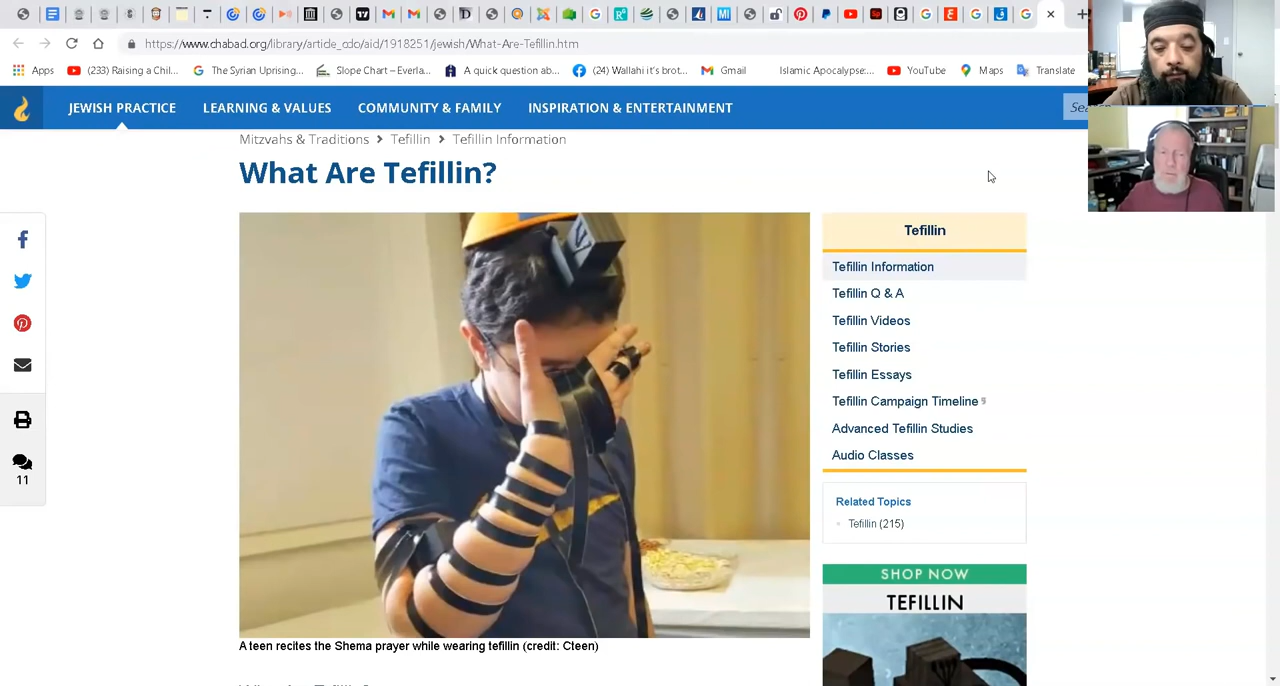 https://www.chabad.org/library/article_cdo/aid/1918251/jewish/What-Are-Tefillin.htm
Apps
(233) Raising a Chil...
The Syrian Uprising...
Slope Chart – Everla...
A quick question ab...
(24) Wallahi it's brot...
Gmail
Islamic Apocalypse:...
YouTube
Maps
Translate
JEWISH PRACTICE
LEARNING & VALUES
COMMUNITY & FAMILY
INSPIRATION & ENTERTAINMENT
Mitzvahs & Traditions > Tefillin > Tefillin Information
What Are Tefillin?
Tefillin
Tefillin Information
Tefillin Q & A
Tefillin Videos
Tefillin Stories
Tefillin Essays
Tefillin Campaign Timeline
Advanced Tefillin Studies
Audio Classes
11
Related Topics
Tefillin (215)
SHOP NOW
TEFILLIN
A teen recites the Shema prayer while wearing tefillin (credit: Cteen)